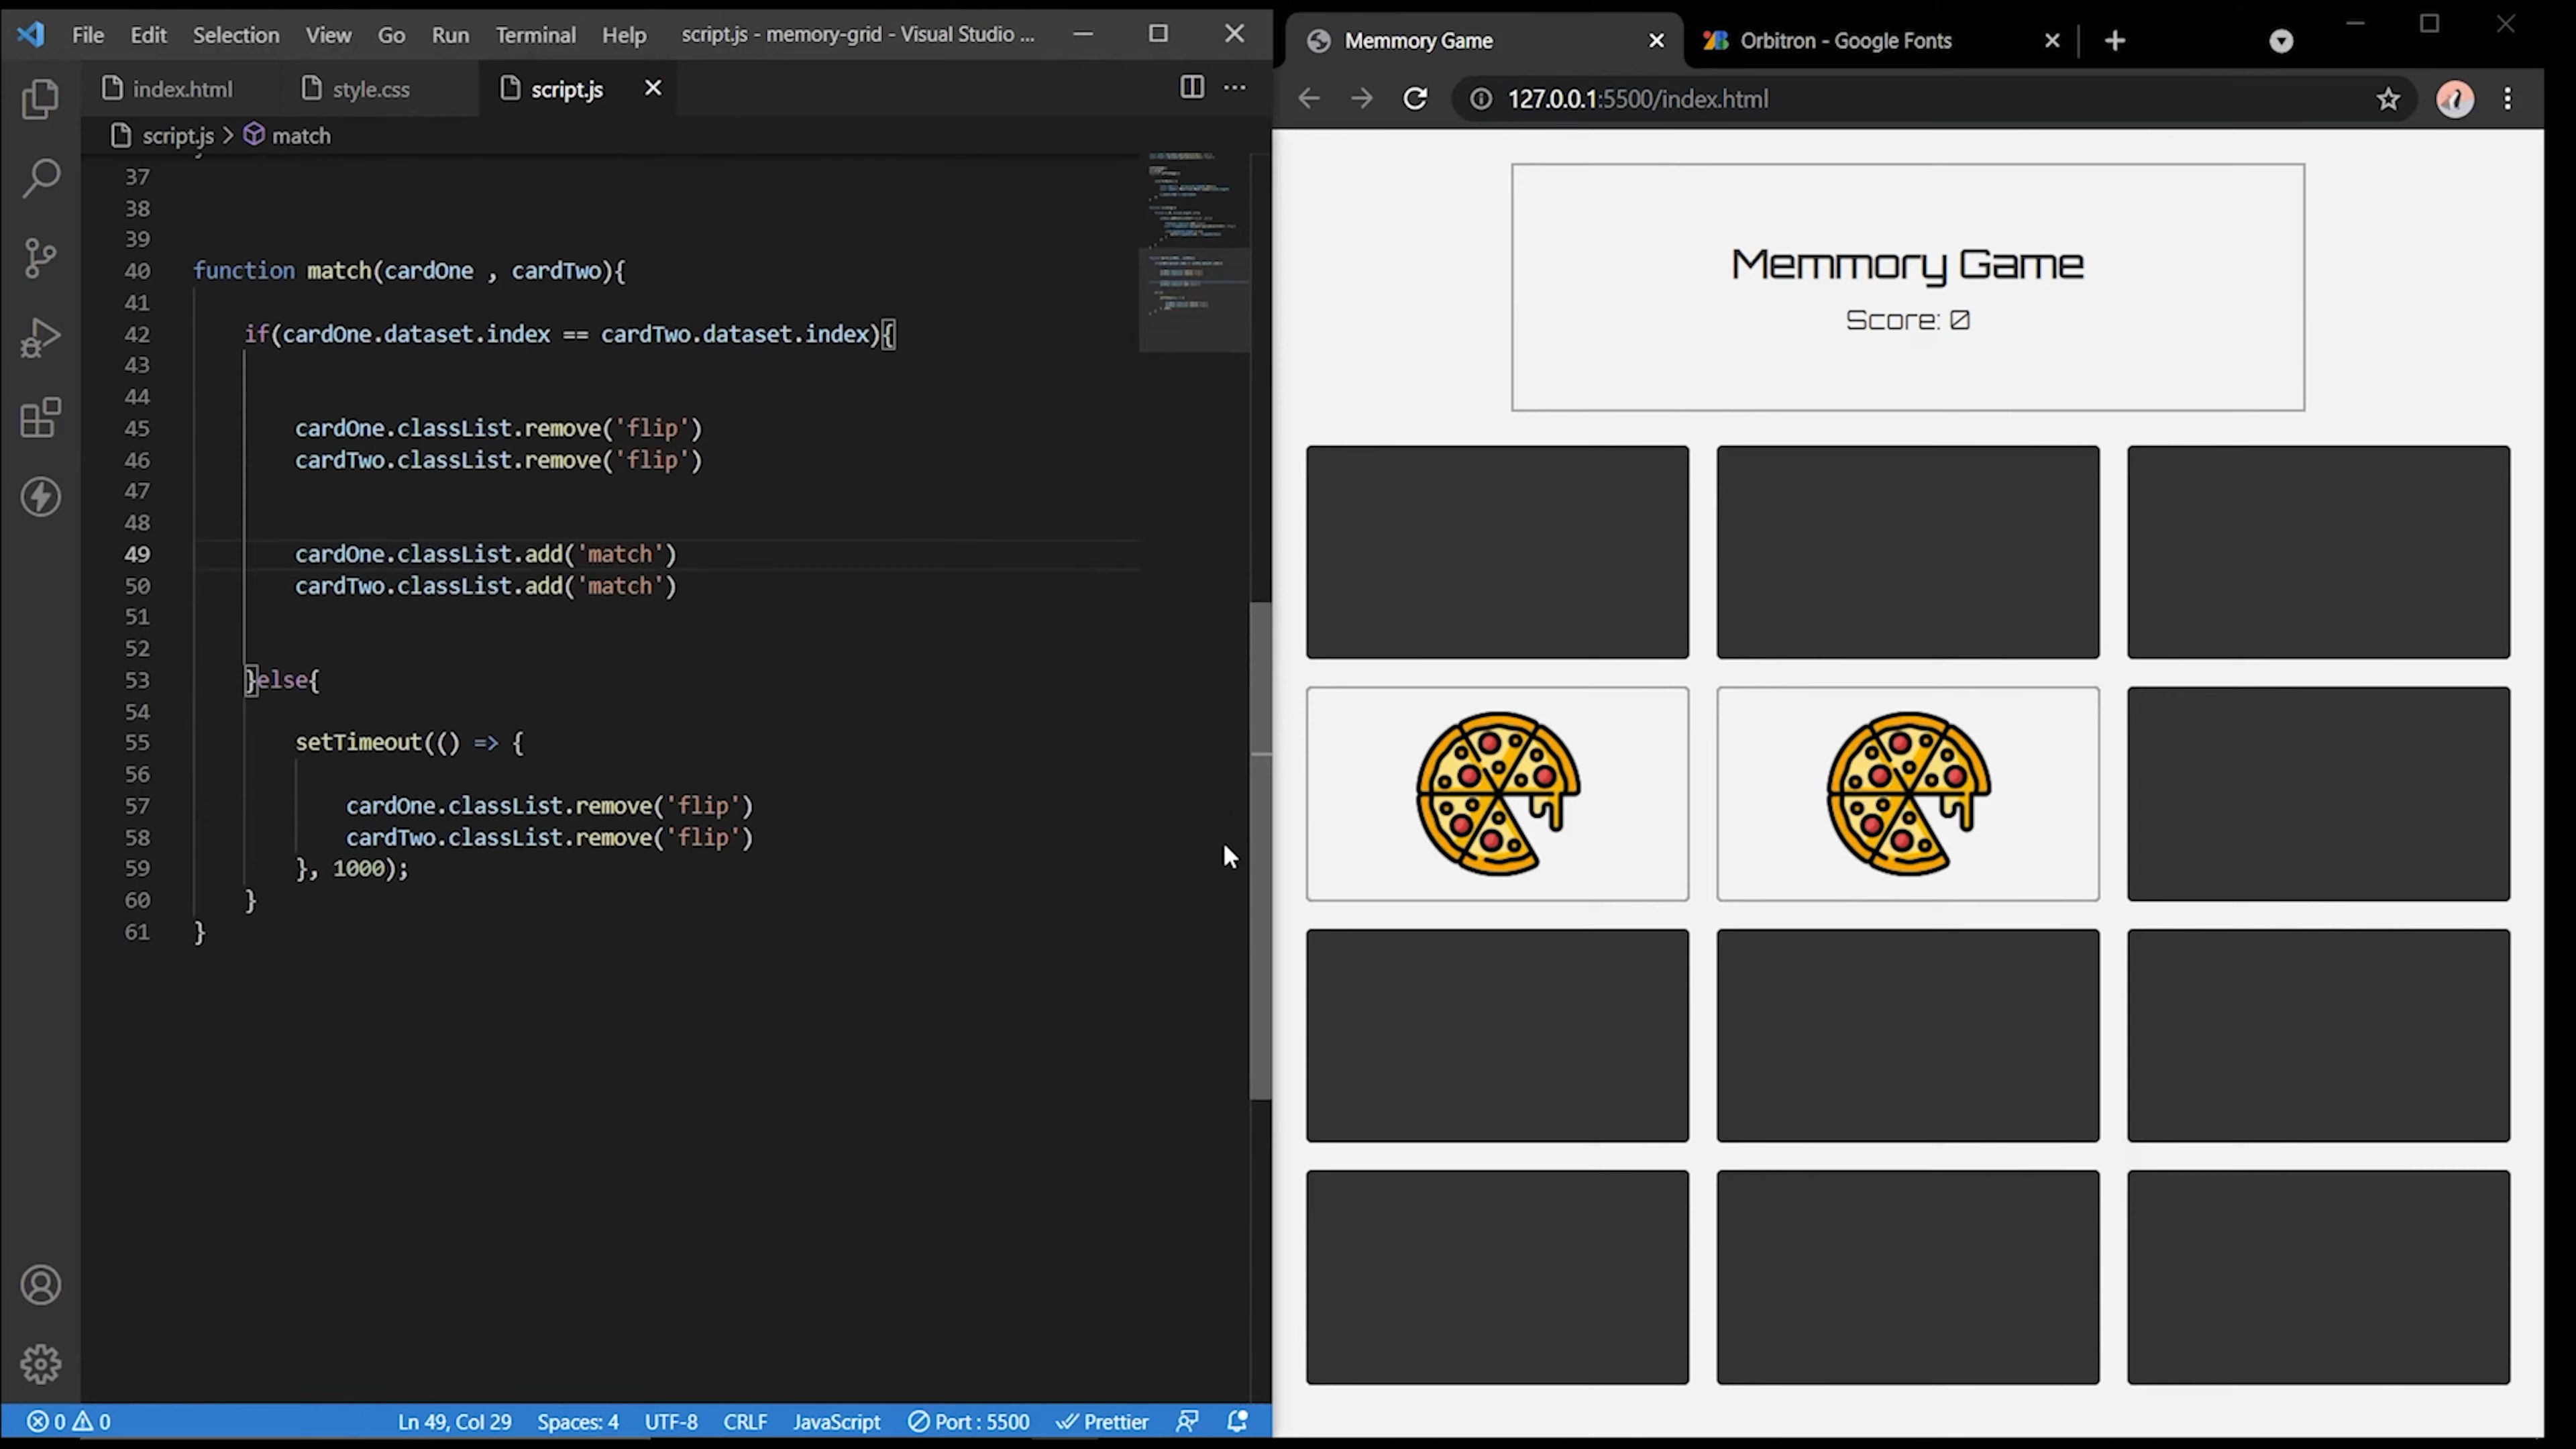 File Edit Selection View Go Run Terminal Help script.js - memory-grid - Visual Studio ...
index.html style.css script.js
script.js > match
37
38
39
40 function match(cardOne , cardTwo){
41
42 if(cardOne.dataset.index == cardTwo.dataset.index){
43
44
45 cardOne.classList.remove('flip')
46 cardTwo.classList.remove('flip')
47
48
49 cardOne.classList.add('match')
50 cardTwo.classList.add('match')
51
52
53 }else{
54
55 setTimeout(() => {
56
57 cardOne.classList.remove('flip')
58 cardTwo.classList.remove('flip')
59 }, 1000);
60 }
61 }
0 0 Ln 49, Col 29 Spaces: 4 UTF-8 CRLF JavaScript Port : 5500 Prettier
Memmory Game Orbitron - Google Fonts
127.0.0.1:5500/index.html
Memmory Game
Score: 0